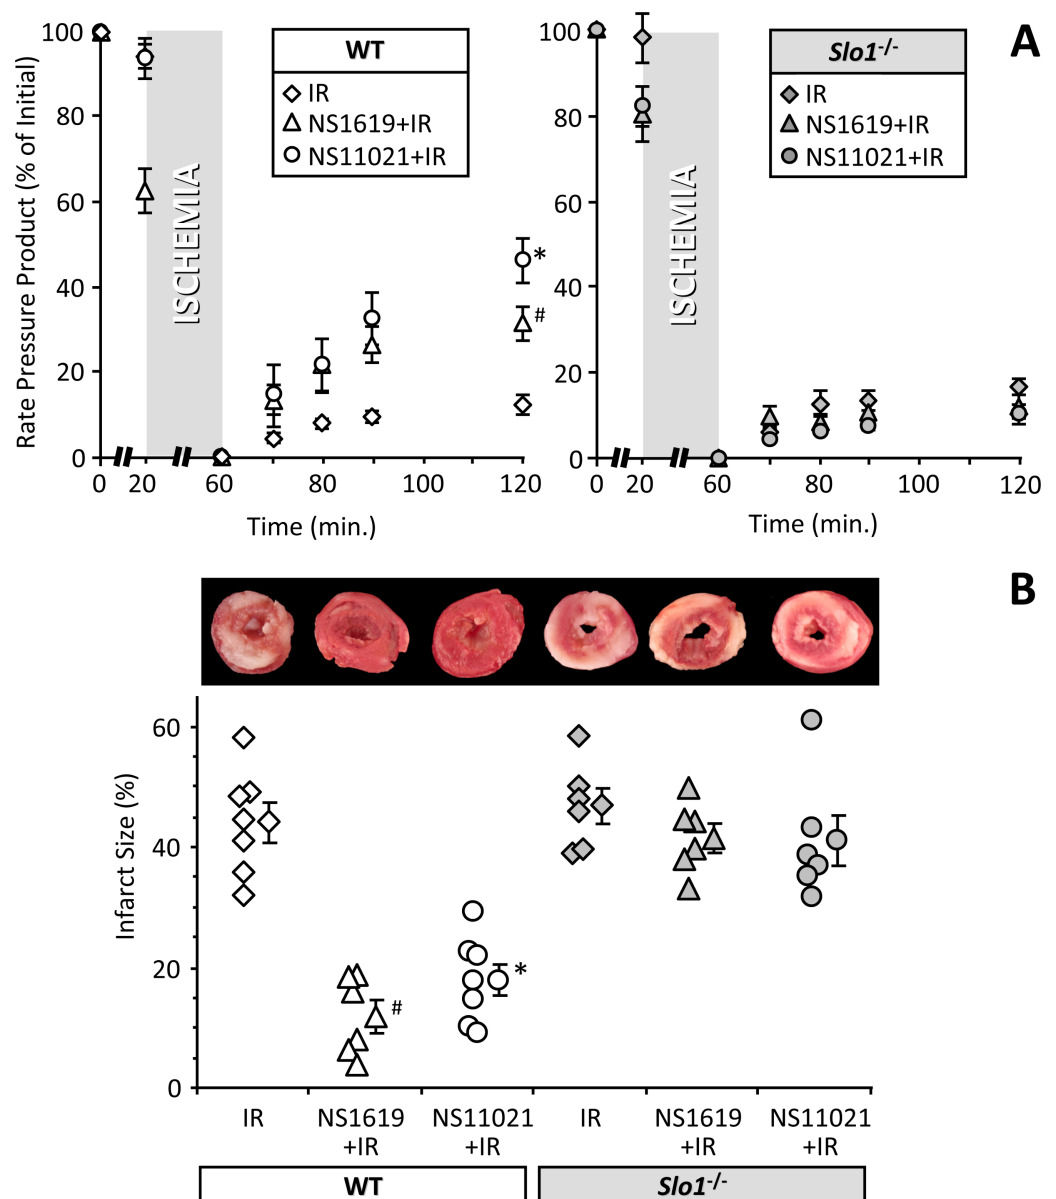 A
Rate Pressure Product (% of Initial)
100
80
60
40
20
0
ISCHEMIA
WT
IR
NS1619+IR
NS11021+IR
*
#
0 20 60 80 100 120
Time (min.)
100
80
60
40
20
0
ISCHEMIA
Slo1-/-
IR
NS1619+IR
NS11021+IR
0 20 60 80 100 120
Time (min.)
B
Infarct Size (%)
60
40
20
0
#
*
IR
NS1619
+IR
NS11021
+IR
IR
NS1619
+IR
NS11021
+IR
WT
Slo1-/-